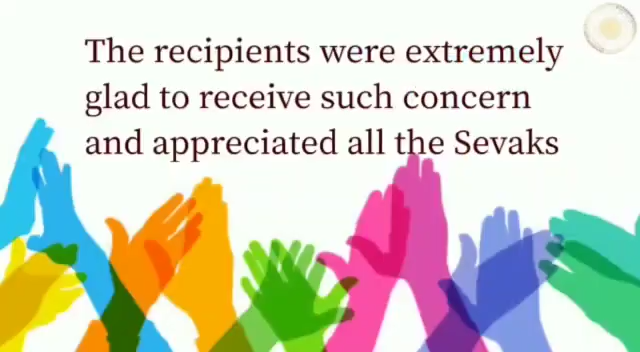 The recipients were extremely
glad to receive such concern
and appreciated all the Sevaks